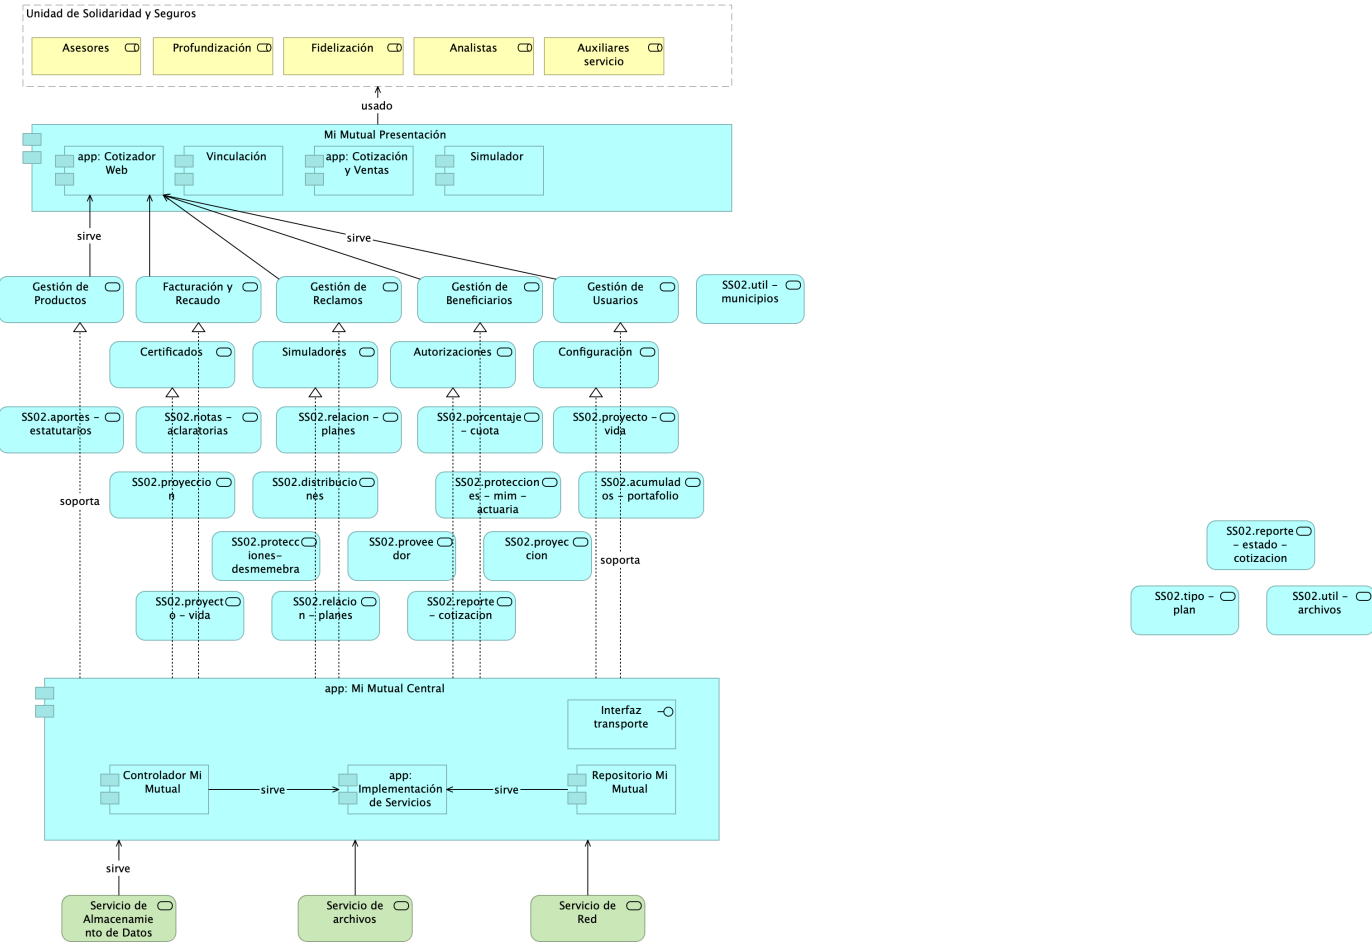 Unidad de Solidaridad y Seguros
Asesores
Profundización
Fidelización
Analistas
Auxiliares
servicio
usado
Mi Mutual Presentación
app: Cotizador
Web
Vinculación
app: Cotización
y Ventas
Simulador
sirve
sirve
Gestión de
Productos
Facturación y
Recaudo
Gestión de
Reclamos
Gestión de
Beneficiarios
Gestión de
Usuarios
SS02.util -
municipios
Certificados
Simuladores
Autorizaciones
Configuración
SS02.aportes -
estatutarios
SS02.notas -
aclaratorias
SS02.relacion -
planes
SS02.porcentaje
- cuota
SS02.proyecto -
vida
SS02.proyeccio
n
SS02.distribucio
nes
SS02.proteccion
es - mim -
actuaria
SS02.acumulad
os - portafolio
soporta
SS02.protecc
iones-
desmemebra
SS02.provee
dor
SS02.proyec
cion
soporta
SS02.reporte
- estado -
cotizacion
SS02.proyect
o - vida
SS02.relacio
n - planes
SS02.reporte
- cotizacion
SS02.tipo -
plan
SS02.util -
archivos
app: Mi Mutual Central
Interfaz
transporte
Controlador Mi
Mutual
sirve
app:
Implementación
de Servicios
sirve
Repositorio Mi
Mutual
sirve
Servicio de
Almacenamie
nto de Datos
Servicio de
archivos
Servicio de
Red